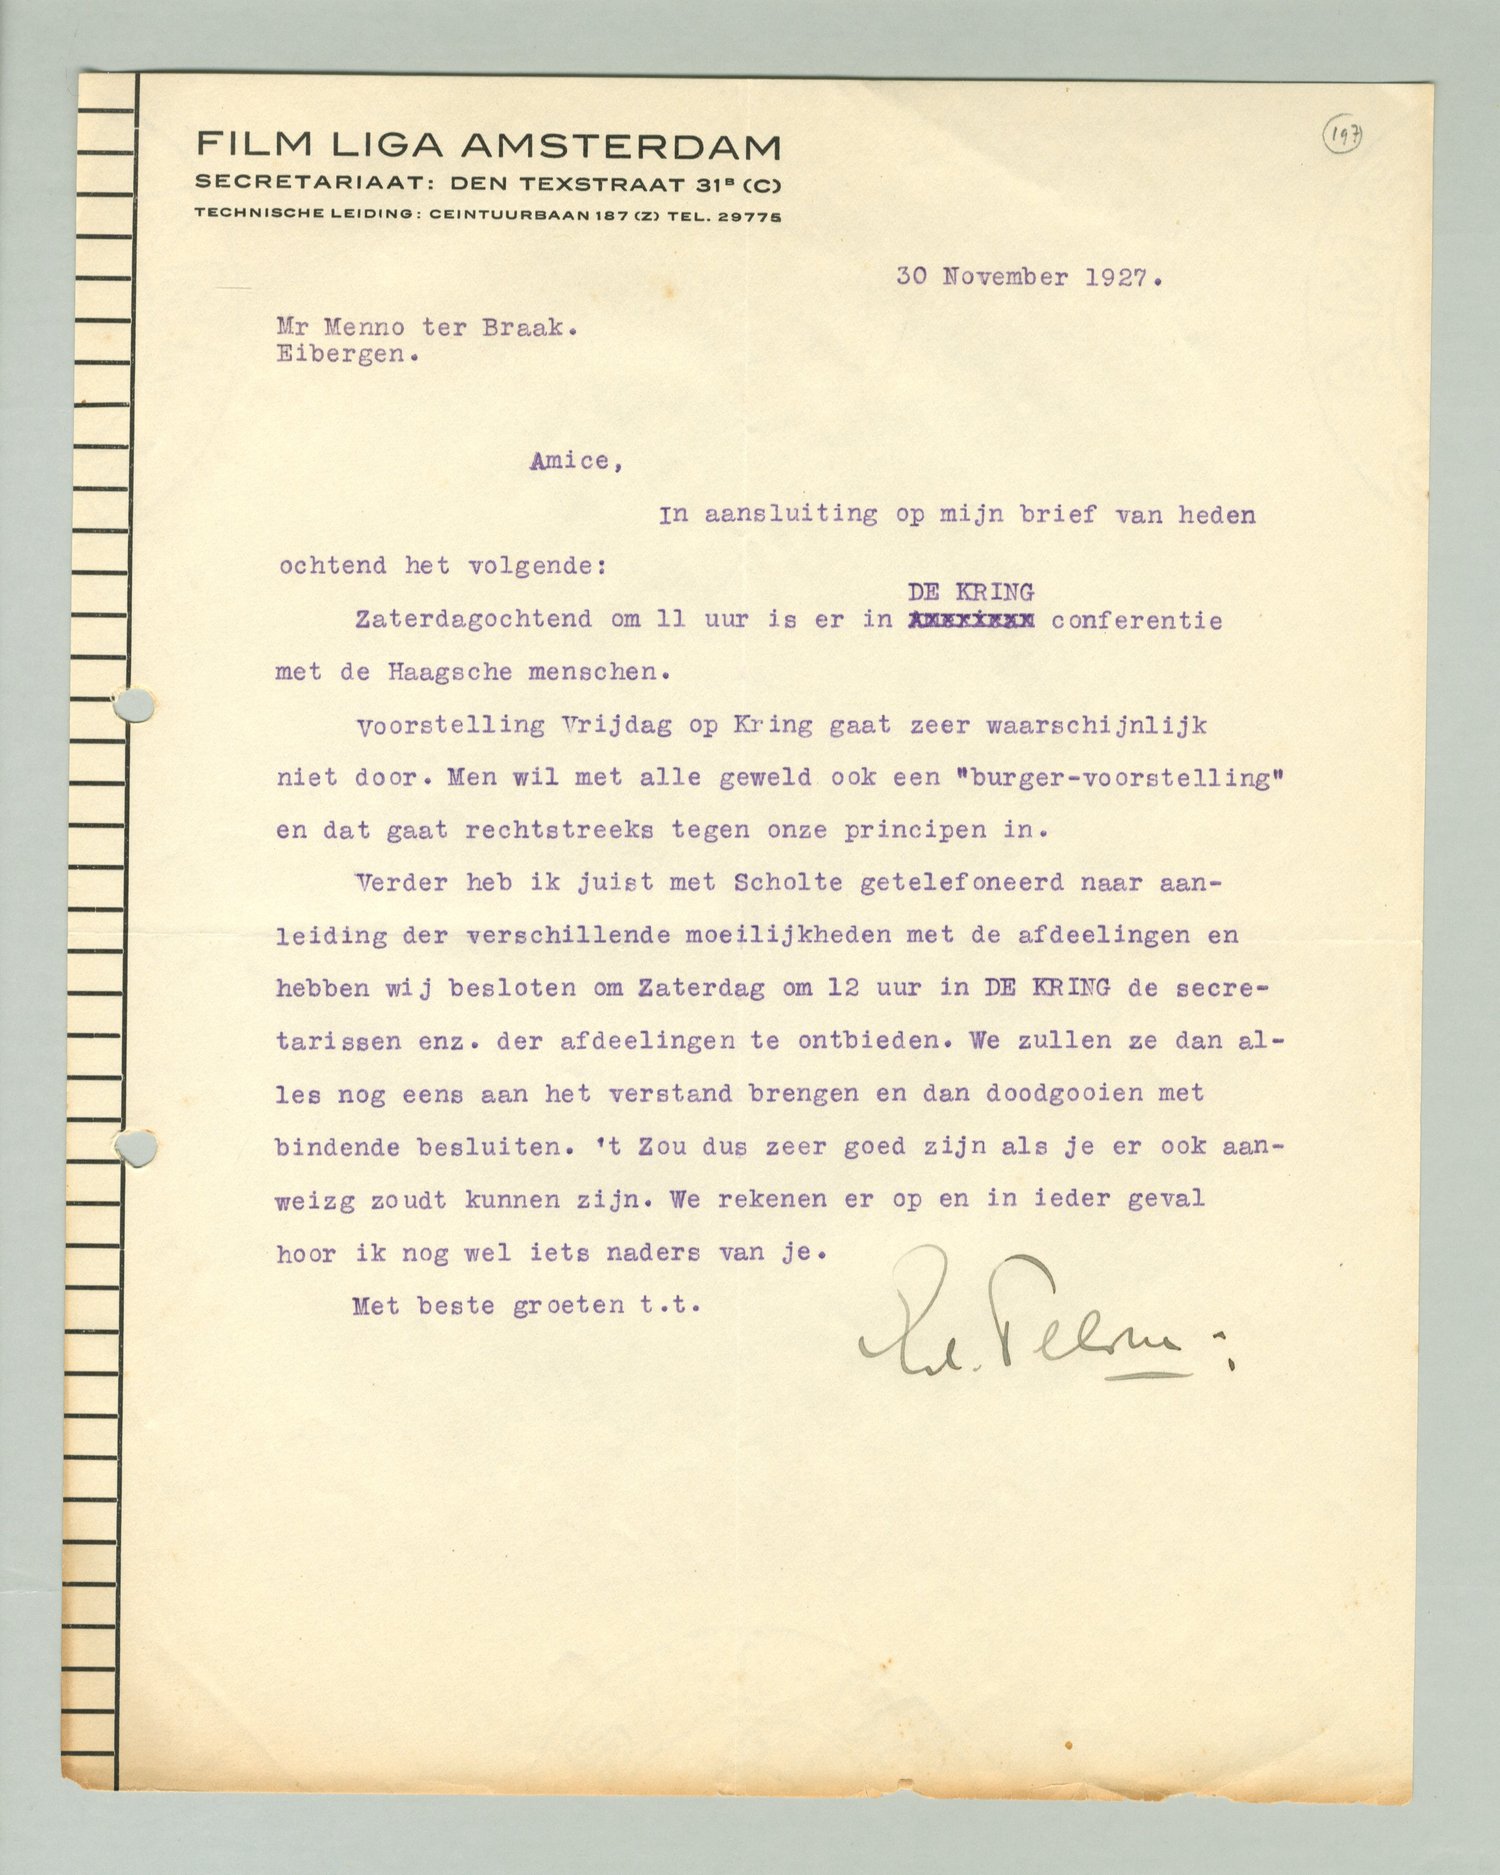 197
FILM LIGA AMSTERDAM
SECRETARIAAT: DEN TEXSTRAAT 31ᴮ (C)
TECHNISCHE LEIDING: CEINTUURBAAN 187 (Z) TEL. 29775
30 November 1927.
Mr Menno ter Braak.
Eibergen.
Amice,
In aansluiting op mijn brief van heden
ochtend het volgende:
DE KRING
Zaterdagochtend om 11 uur is er in conferentie
met de Haagsche menschen.
Voorstelling Vrijdag op Kring gaat zeer waarschijnlijk
niet door. Men wil met alle geweld ook een "burger-voorstelling"
en dat gaat rechtstreeks tegen onze principen in.
Verder heb ik juist met Scholte getelefoneerd naar aan-
leiding der verschillende moeilijkheden met de afdeelingen en
hebben wij besloten om Zaterdag om 12 uur in DE KRING de secre-
tarissen enz. der afdeelingen te ontbieden. We zullen ze dan al-
les nog eens aan het verstand brengen en dan doodgooien met
bindende besluiten. 't Zou dus zeer goed zijn als je er ook aan-
weizg zoudt kunnen zijn. We rekenen er op en in ieder geval
hoor ik nog wel iets naders van je.
Met beste groeten t.t.